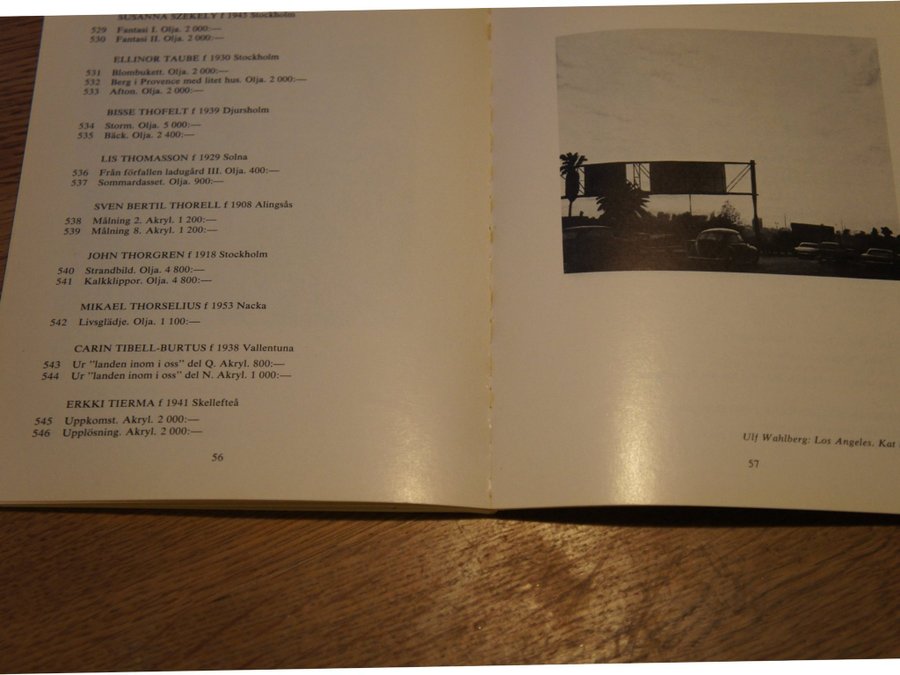 SUSANNA SZEKELY f 1945 Stockholm
529 Fantasi I. Olja. 2 000:—
530 Fantasi II. Olja. 2 000:—
ELLINOR TAUBE f 1930 Stockholm
531 Blombukett. Olja. 2 000:—
532 Berg i Provence med litet hus. Olja. 2 000:—
533 Afton. Olja. 2 000:—
BISSE THOFELT f 1939 Djursholm
534 Storm. Olja. 5 000:—
535 Bäck. Olja. 2 400:—
LIS THOMASSON f 1929 Solna
536 Från förfallen ladugård III. Olja. 400:—
537 Sommardasset. Olja. 900:—
SVEN BERTIL THORELL f 1908 Alingsås
538 Målning 2. Akryl. 1 200:—
539 Målning 8. Akryl. 1 200:—
JOHN THORGREN f 1918 Stockholm
540 Strandbild. Olja. 4 800:—
541 Kalkklippor. Olja. 4 800:—
MIKAEL THORSELIUS f 1953 Nacka
542 Livsglädje. Olja. 1 100:—
CARIN TIBELL-BURTUS f 1938 Vallentuna
543 Ur "landen inom i oss" del Q. Akryl. 800:—
544 Ur "landen inom i oss" del N. Akryl. 1 000:—
ERKKI TIERMA f 1941 Skellefteå
545 Uppkomst. Akryl. 2 000:—
546 Upplösning. Akryl. 2 000:—
56
Ulf Wahlberg: Los Angeles. Kat
57